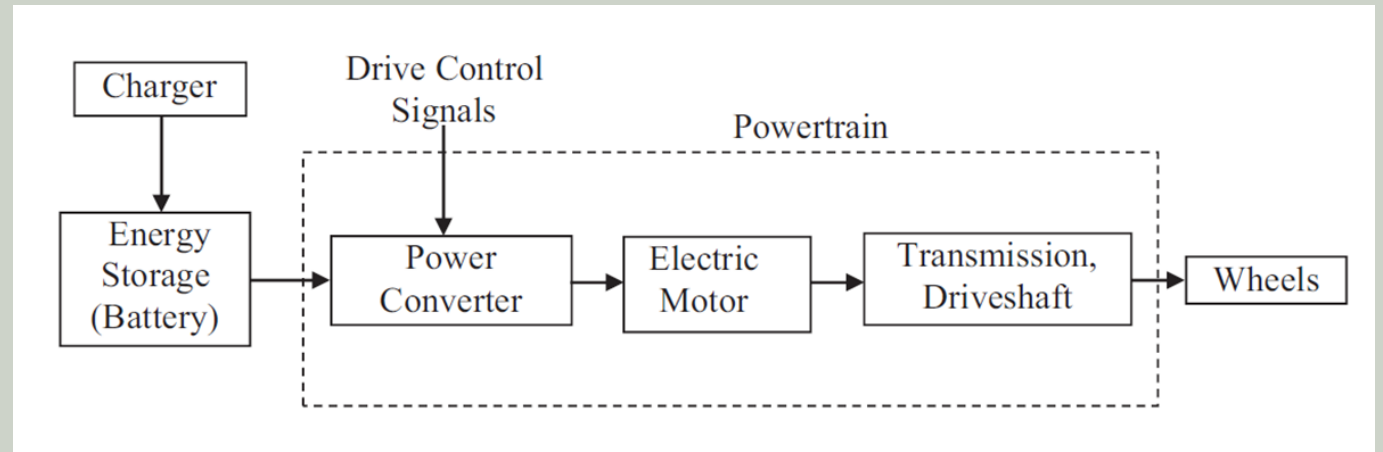 Charger
Drive Control
Signals
Powertrain
Energy
Storage
(Battery)
Power
Converter
Electric
Motor
Transmission,
Driveshaft
Wheels